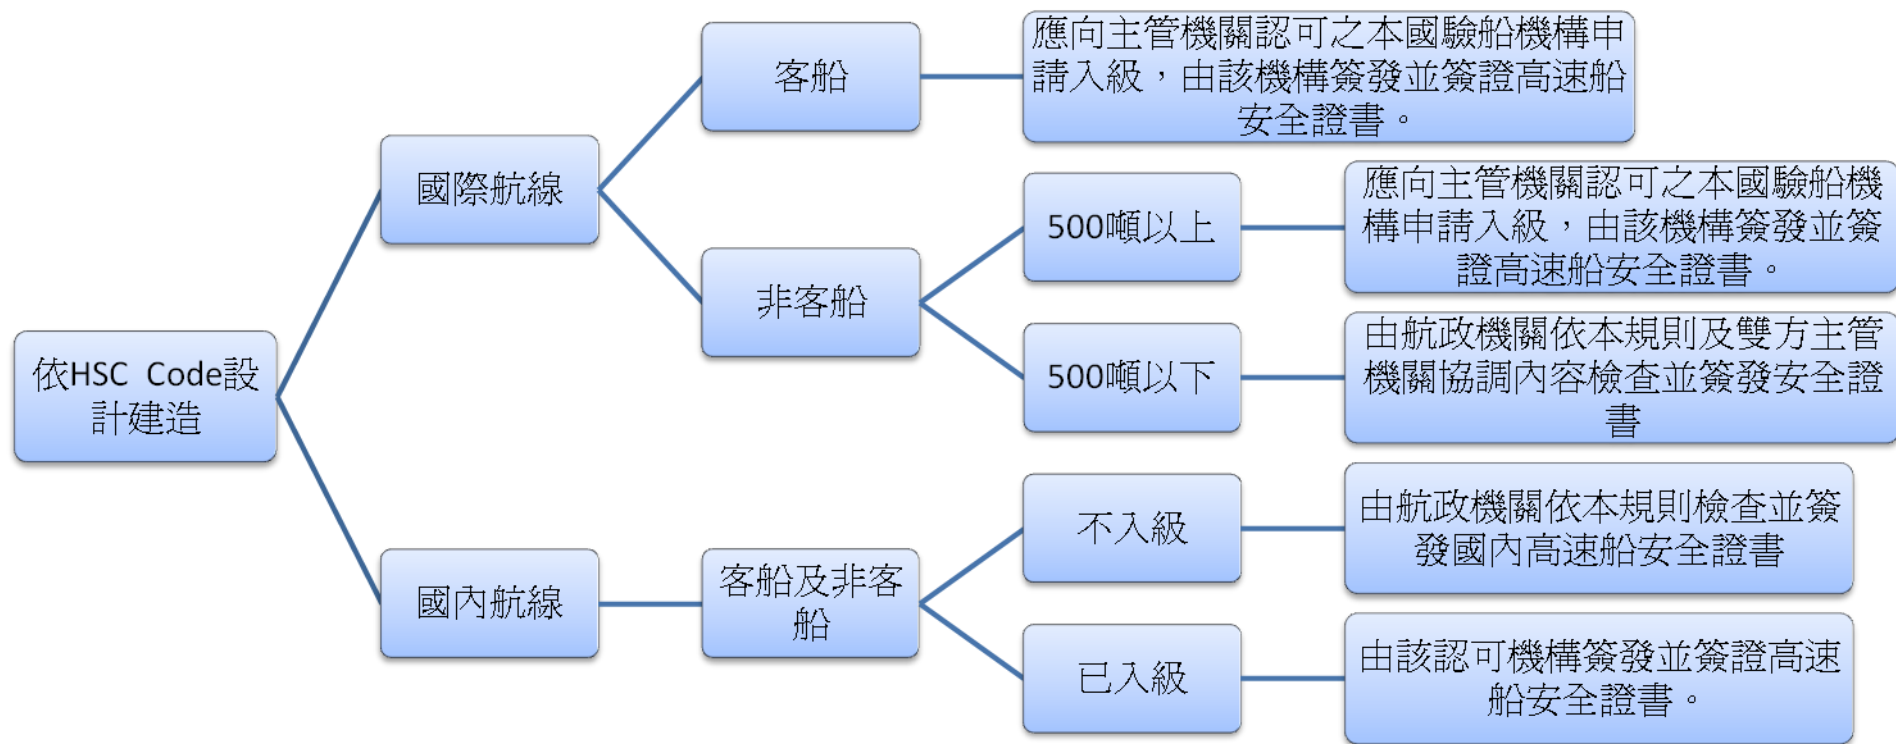 依HSC Code設
計建造
國際航線
客船
應向主管機關認可之本國驗船機構申
請入級，由該機構簽發並簽證高速船
安全證書。
非客船
500噸以上
應向主管機關認可之本國驗船機
構申請入級，由該機構簽發並簽
證高速船安全證書。
500噸以下
由航政機關依本規則及雙方主管
機關協調內容檢查並簽發安全證
書
國內航線
客船及非客
船
不入級
由航政機關依本規則檢查並簽
發國內高速船安全證書
已入級
由該認可機構簽發並簽證高速
船安全證書。